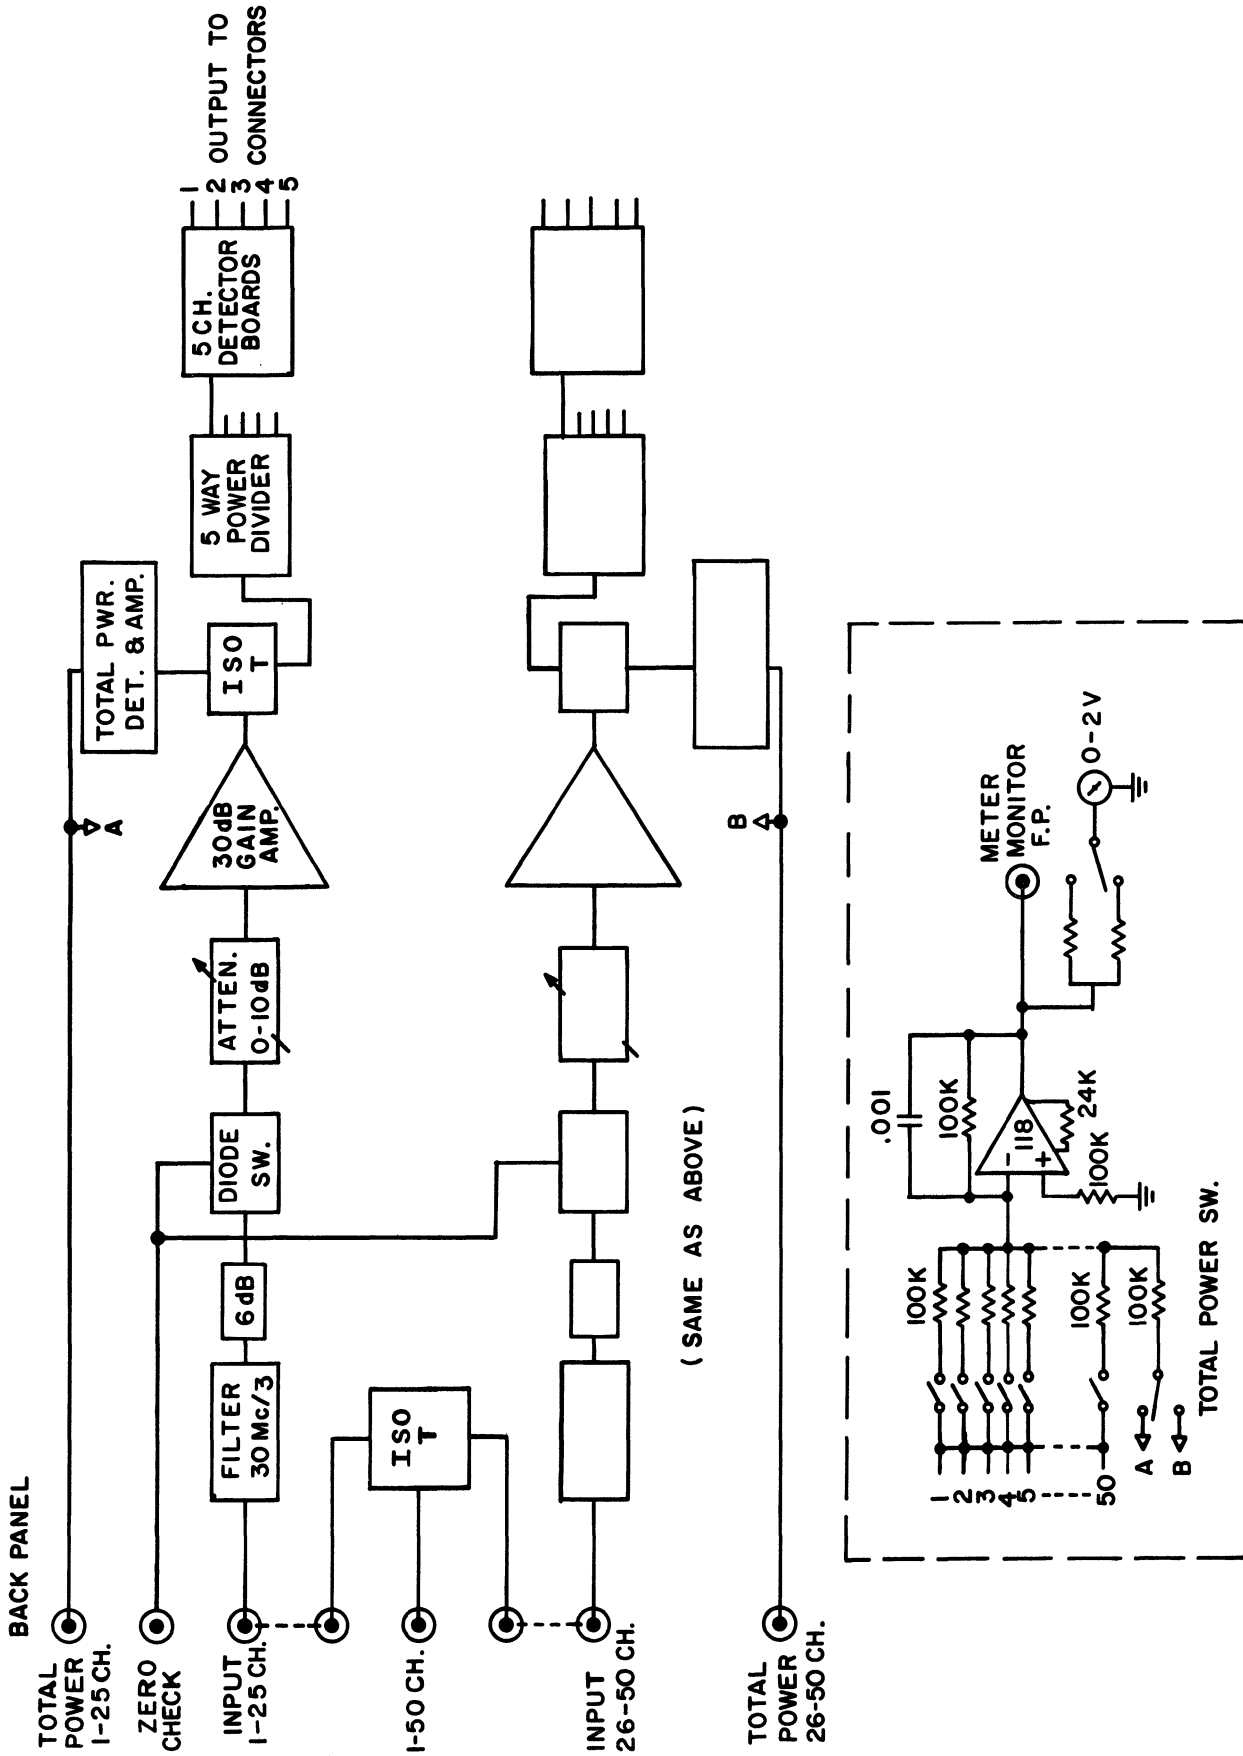 BACK PANEL
TOTAL
POWER
1-25 CH.
ZERO
CHECK
INPUT
1-25 CH.
1-50 CH.
INPUT
26-50 CH.
TOTAL
POWER
26-50 CH.
FILTER
30 Mc/3
6 dB
DIODE
SW.
ATTEN.
0-10dB
30dB
GAIN
AMP.
A
TOTAL PWR.
DET. & AMP.
ISO
T
5 WAY
POWER
DIVIDER
5 CH.
DETECTOR
BOARDS
1
2
3
4
5
OUTPUT TO
CONNECTORS
ISO
T
(SAME AS ABOVE)
B
1
2
3
4
5
50
A
B
100K
100K
100K
TOTAL POWER SW.
.001
100K
-
+
118
24K
100K
METER
MONITOR
F.P.
0-2V